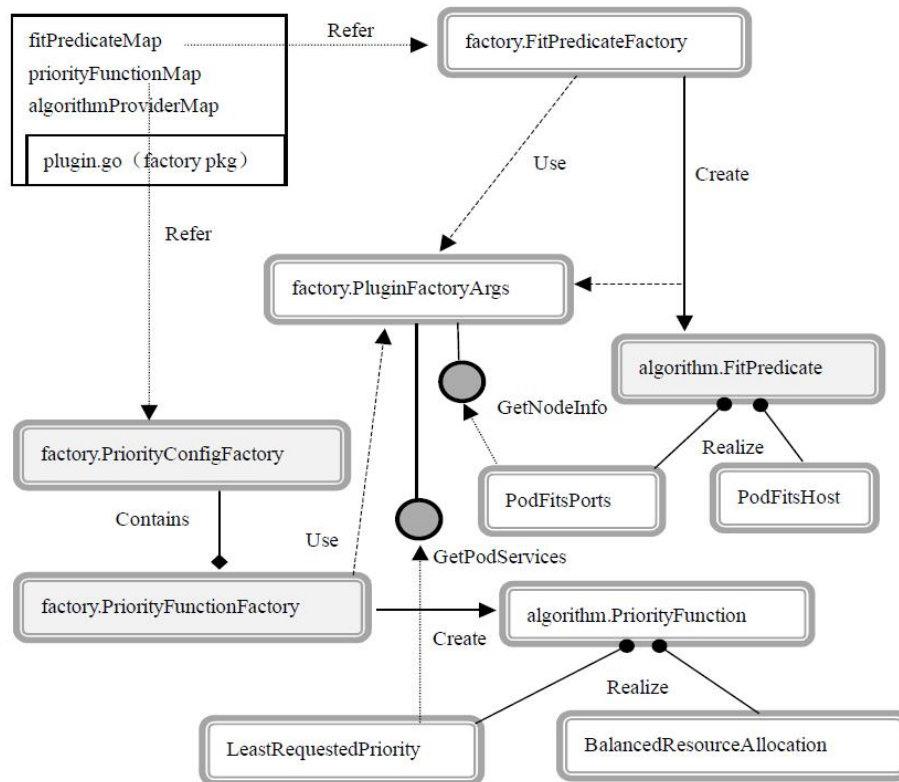 fitPredicateMap
priorityFunctionMap
algorithmProviderMap
plugin.go（factory pkg）
Refer
factory.FitPredicateFactory
Use
Create
Refer
factory.PluginFactoryArgs
algorithm.FitPredicate
GetNodeInfo
Realize
factory.PriorityConfigFactory
PodFitsPorts
PodFitsHost
Contains
Use
GetPodServices
factory.PriorityFunctionFactory
algorithm.PriorityFunction
Create
Realize
LeastRequestedPriority
BalancedResourceAllocation